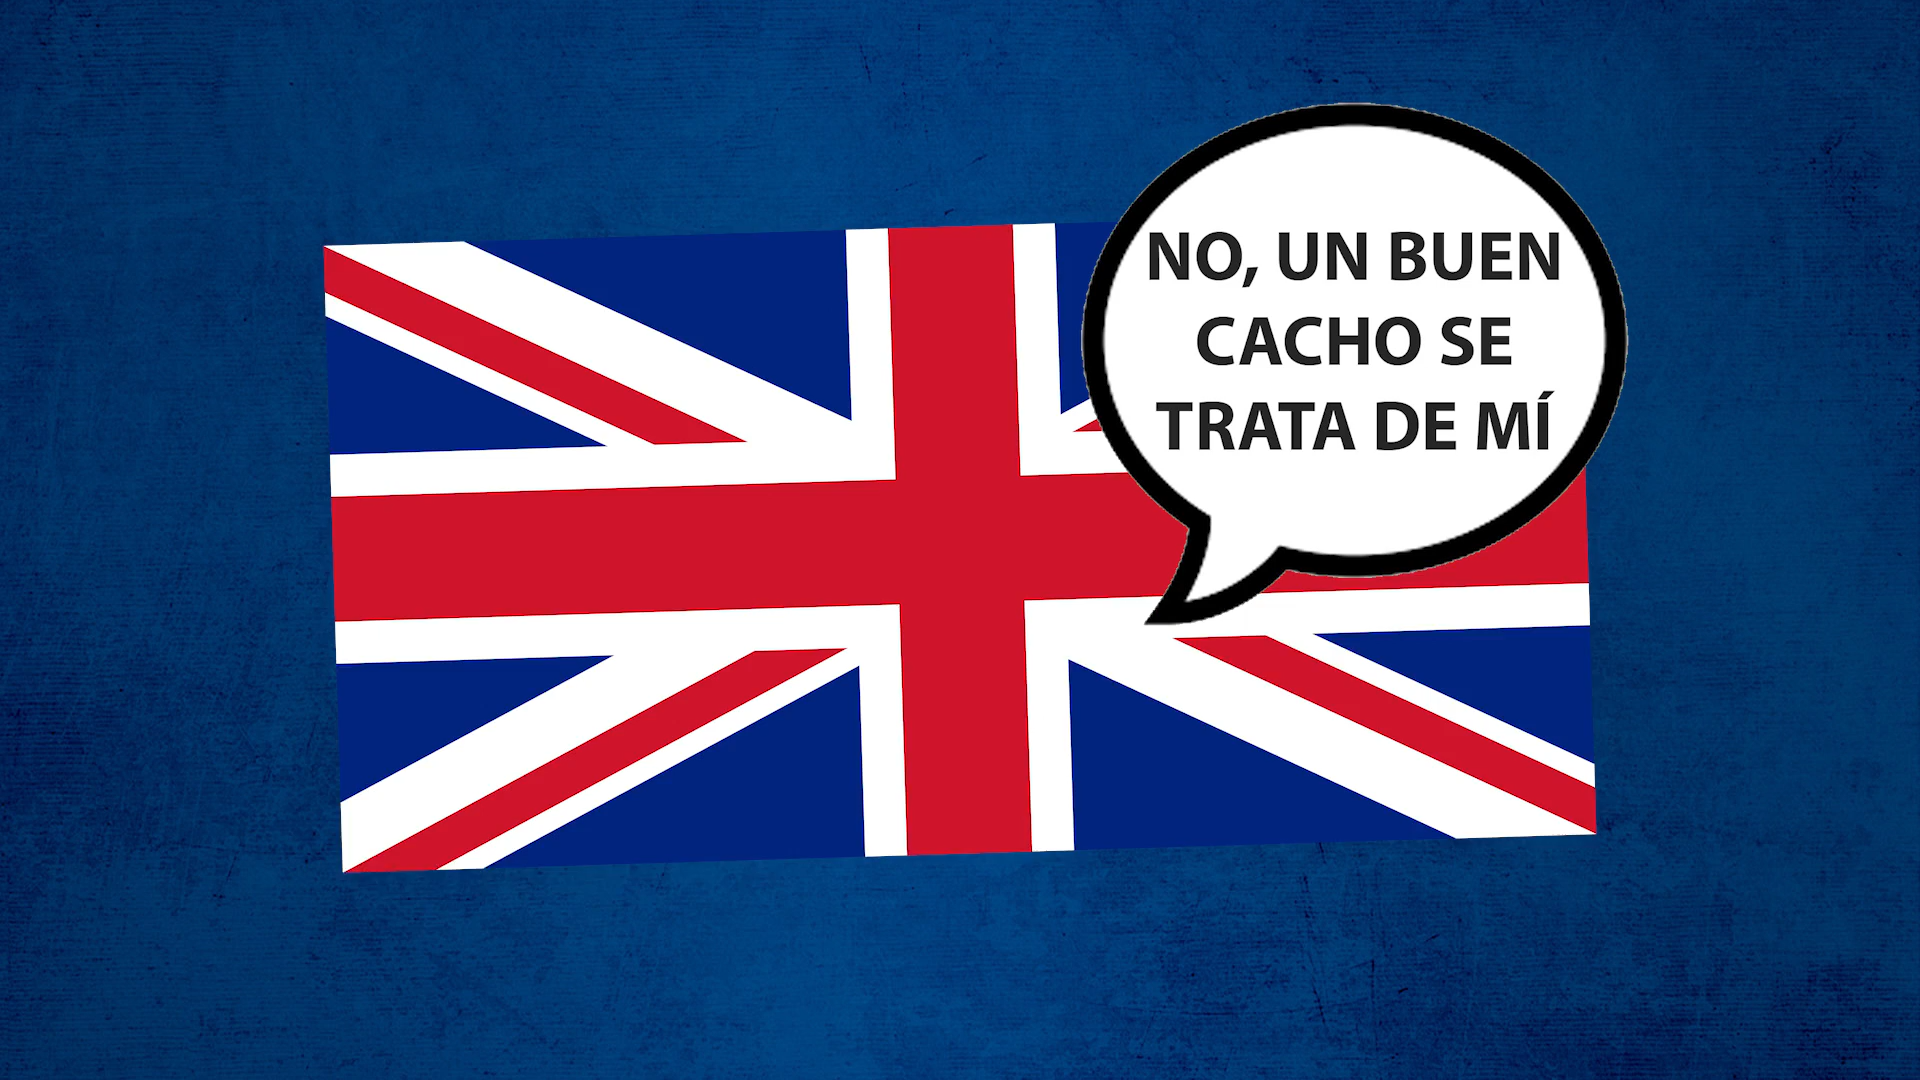 NO, UN BUEN
CACHO SE
TRATA DE MÍ